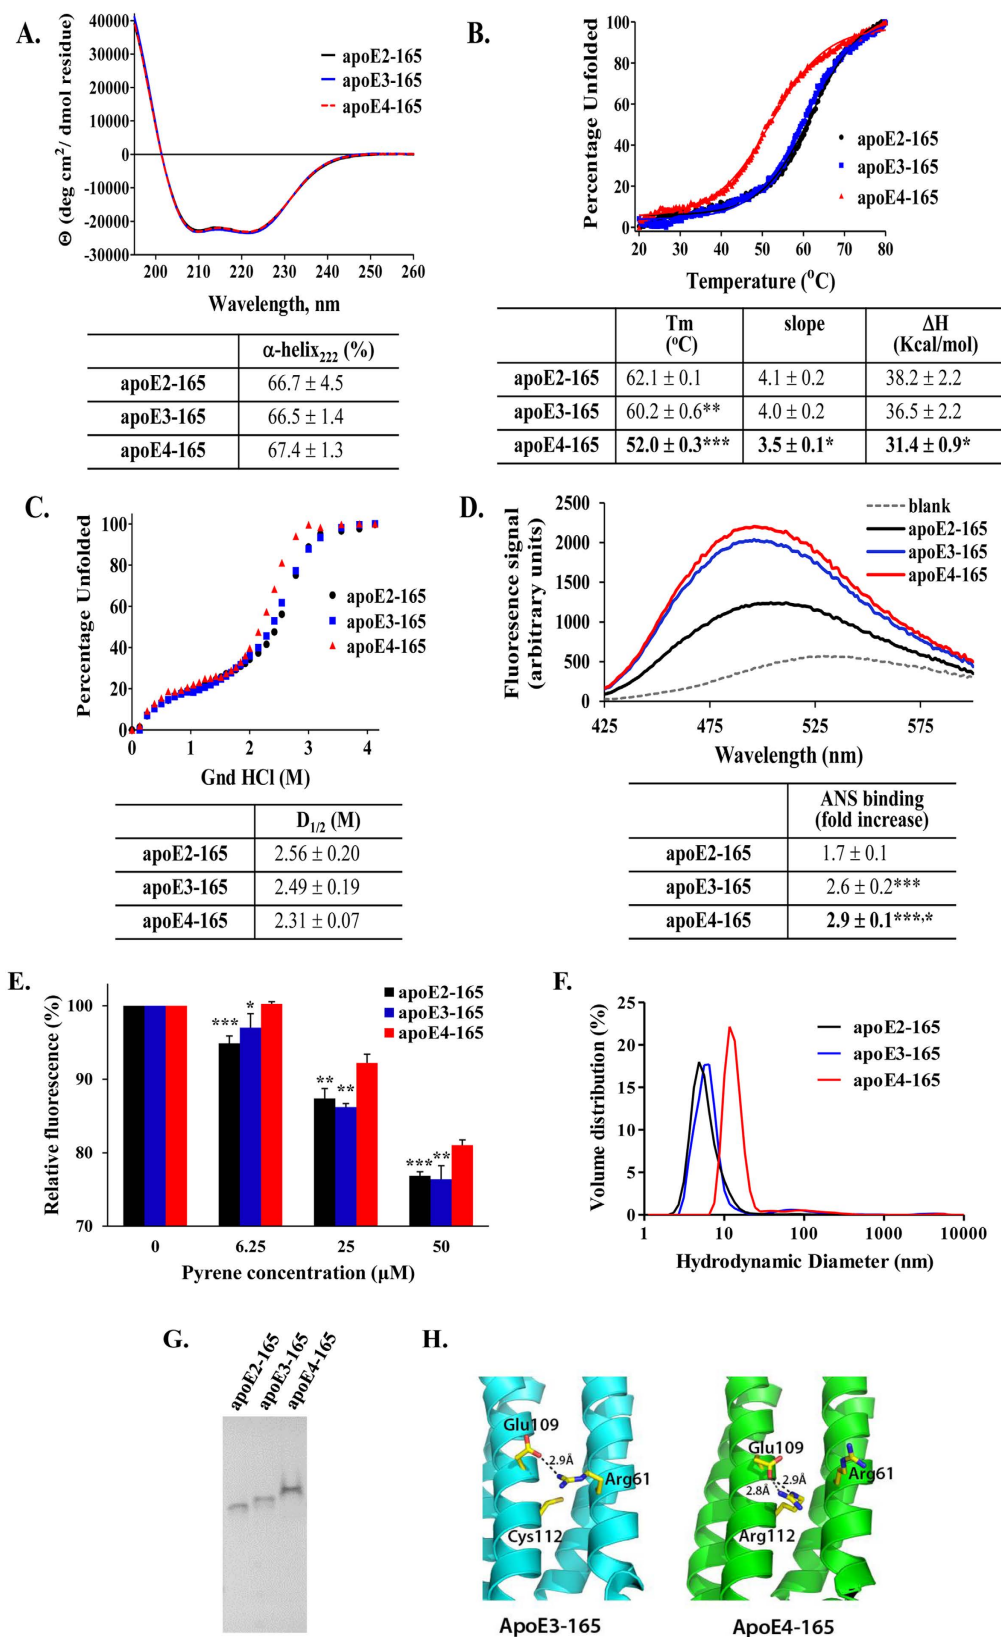 A.
Θ (deg cm²/ dmol residue)
40000
30000
20000
10000
0
-10000
-20000
-30000
apoE2-165
apoE3-165
apoE4-165
200 210 220 230 240 250 260
Wavelength, nm
α-helix222 (%)
apoE2-165 66.7 ± 4.5
apoE3-165 66.5 ± 1.4
apoE4-165 67.4 ± 1.3
B.
Percentage Unfolded
100
80
60
40
20
0
apoE2-165
apoE3-165
apoE4-165
20 30 40 50 60 70 80
Temperature (°C)
Tm (°C) slope ΔH (Kcal/mol)
apoE2-165 62.1 ± 0.1 4.1 ± 0.2 38.2 ± 2.2
apoE3-165 60.2 ± 0.6** 4.0 ± 0.2 36.5 ± 2.2
apoE4-165 52.0 ± 0.3*** 3.5 ± 0.1* 31.4 ± 0.9*
C.
Percentage Unfolded
100
80
60
40
20
0
apoE2-165
apoE3-165
apoE4-165
0 1 2 3 4
Gnd HCl (M)
D1/2 (M)
apoE2-165 2.56 ± 0.20
apoE3-165 2.49 ± 0.19
apoE4-165 2.31 ± 0.07
D.
Fluoresence signal
(arbitrary units)
2500
2000
1500
1000
500
0
blank
apoE2-165
apoE3-165
apoE4-165
425 475 525 575
Wavelength (nm)
ANS binding
(fold increase)
apoE2-165 1.7 ± 0.1
apoE3-165 2.6 ± 0.2***
apoE4-165 2.9 ± 0.1***,*
E.
Relative fluorescence (%)
100
90
80
70
apoE2-165
apoE3-165
apoE4-165
*** *
** **
*** **
0 6.25 25 50
Pyrene concentration (µM)
F.
Volume distribution (%)
25
20
15
10
5
0
apoE2-165
apoE3-165
apoE4-165
1 10 100 1000 10000
Hydrodynamic Diameter (nm)
G.
apoE2-165
apoE3-165
apoE4-165
H.
Glu109
2.9Å
Arg61
Cys112
ApoE3-165
Glu109
2.9Å
2.8Å
Arg61
Arg112
ApoE4-165